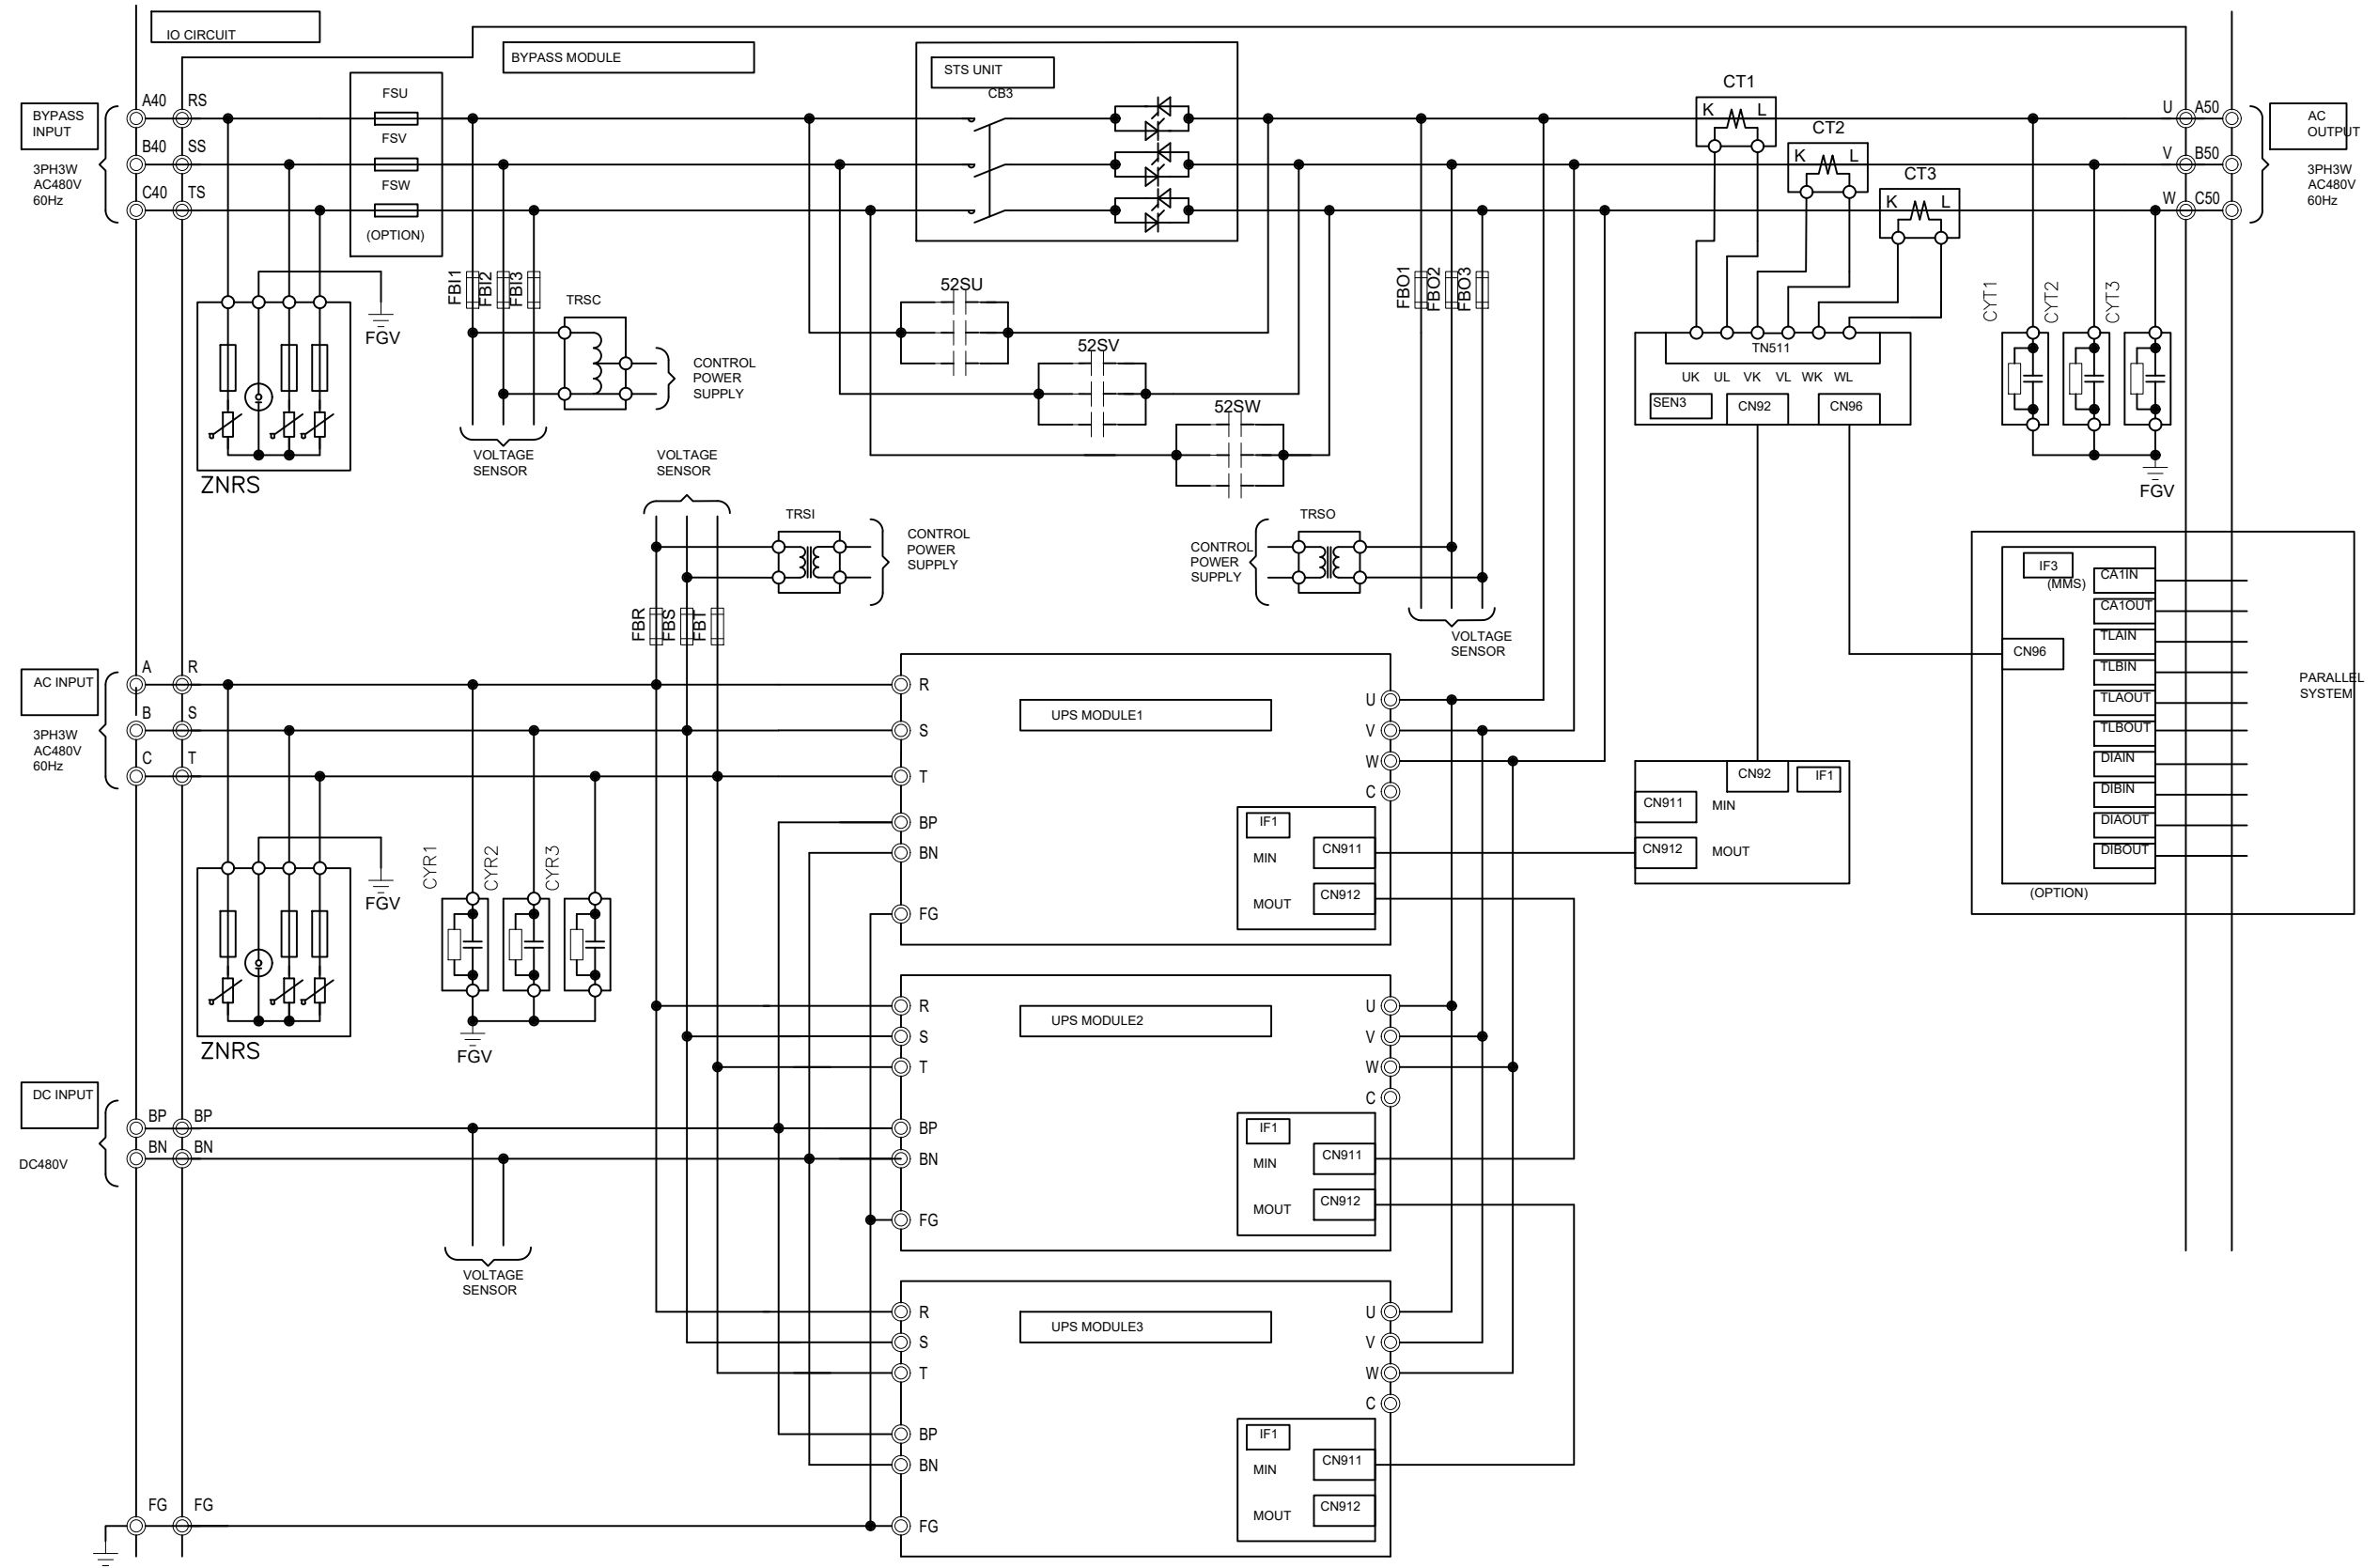 IO CIRCUIT
BYPASS MODULE
STS UNIT
CB3
BYPASS
INPUT
3PH3W
AC480V
60Hz
A40
RS
B40
SS
C40
TS
FSU
FSV
FSW
(OPTION)
FGV
ZNRS
FBI1
FBI2
FBI3
TRSC
CONTROL
POWER
SUPPLY
VOLTAGE
SENSOR
52SU
52SV
52SW
FBO1
FBO2
FBO3
CT1
K
L
CT2
K
L
CT3
K
L
TN511
UK
UL
VK
VL
WK
WL
SEN3
CN92
CN96
CYT1
CYT2
CYT3
FGV
U
A50
V
B50
W
C50
AC
OUTPUT
3PH3W
AC480V
60Hz
VOLTAGE
SENSOR
TRSI
CONTROL
POWER
SUPPLY
TRSO
CONTROL
POWER
SUPPLY
VOLTAGE
SENSOR
FBR
FBS
FBT
IF3
(MMS)
CN96
CA1IN
CA1OUT
TLAIN
TLBIN
TLAOUT
TLBOUT
DIAIN
DIBIN
DIAOUT
DIBOUT
(OPTION)
PARALLEL
SYSTEM
AC INPUT
3PH3W
AC480V
60Hz
A
R
B
S
C
T
FGV
ZNRS
CYR1
CYR2
CYR3
FGV
R
S
T
BP
BN
FG
UPS MODULE1
U
V
W
C
IF1
MIN
CN911
MOUT
CN912
CN92
IF1
CN911
MIN
CN912
MOUT
R
S
T
BP
BN
FG
UPS MODULE2
U
V
W
C
IF1
MIN
CN911
MOUT
CN912
DC INPUT
DC480V
BP
BP
BN
BN
VOLTAGE
SENSOR
R
S
T
BP
BN
FG
UPS MODULE3
U
V
W
C
IF1
MIN
CN911
MOUT
CN912
FG
FG